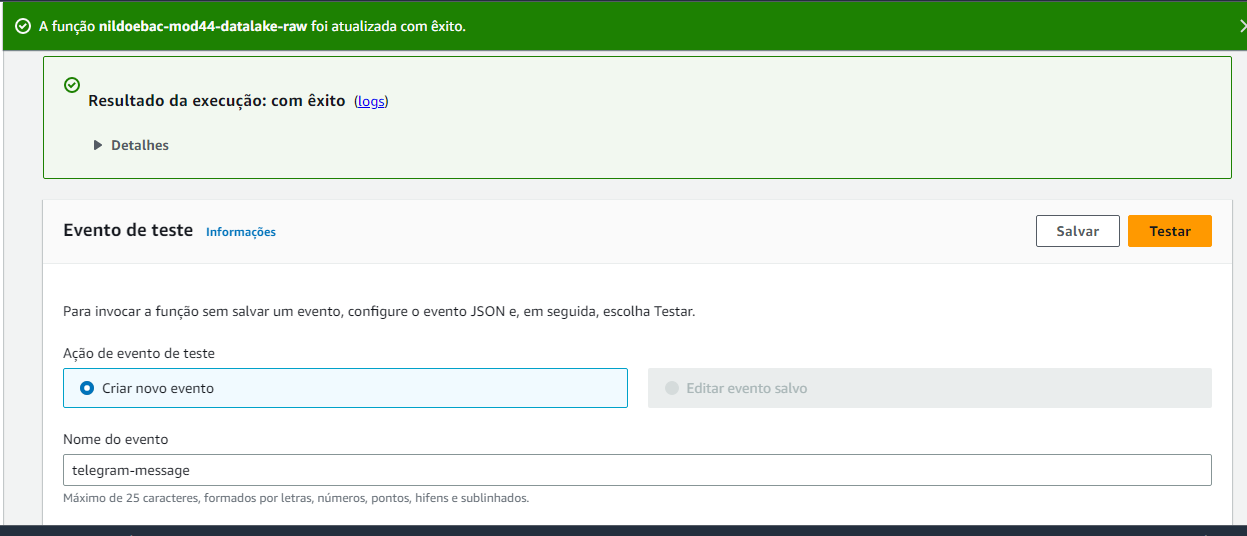 A função nildoebac-mod44-datalake-raw foi atualizada com êxito.
Resultado da execução: com êxito (logs)
Detalhes
Evento de teste Informações
Salvar
Testar
Para invocar a função sem salvar um evento, configure o evento JSON e, em seguida, escolha Testar.
Ação de evento de teste
Criar novo evento
Editar evento salvo
Nome do evento
telegram-message
Máximo de 25 caracteres, formados por letras, números, pontos, hifens e sublinhados.